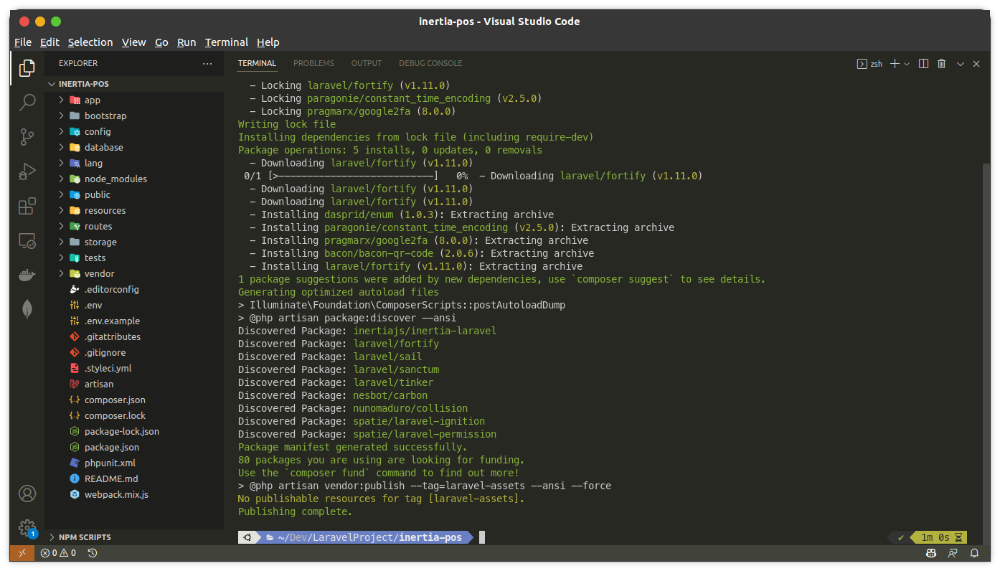 inertia-pos - Visual Studio Code
File Edit Selection View Go Run Terminal Help
EXPLORER
INERTIA-POS
app
bootstrap
config
database
lang
node_modules
public
resources
routes
storage
tests
vendor
.editorconfig
.env
.env.example
.gitattributes
.gitignore
.styleci.yml
artisan
composer.json
composer.lock
package-lock.json
package.json
phpunit.xml
README.md
webpack.mix.js
NPM SCRIPTS
1
TERMINAL PROBLEMS OUTPUT DEBUG CONSOLE zsh
- Locking laravel/fortify (v1.11.0)
- Locking paragonie/constant_time_encoding (v2.5.0)
- Locking pragmarx/google2fa (8.0.0)
Writing lock file
Installing dependencies from lock file (including require-dev)
Package operations: 5 installs, 0 updates, 0 removals
- Downloading laravel/fortify (v1.11.0)
0/1 [>---------------------------] 0% - Downloading laravel/fortify (v1.11.0)
- Downloading laravel/fortify (v1.11.0)
- Downloading laravel/fortify (v1.11.0)
- Installing dasprid/enum (1.0.3): Extracting archive
- Installing paragonie/constant_time_encoding (v2.5.0): Extracting archive
- Installing pragmarx/google2fa (8.0.0): Extracting archive
- Installing bacon/bacon-qr-code (2.0.6): Extracting archive
- Installing laravel/fortify (v1.11.0): Extracting archive
1 package suggestions were added by new dependencies, use `composer suggest` to see details.
Generating optimized autoload files
> Illuminate\Foundation\ComposerScripts::postAutoloadDump
> @php artisan package:discover --ansi
Discovered Package: inertiajs/inertia-laravel
Discovered Package: laravel/fortify
Discovered Package: laravel/sail
Discovered Package: laravel/sanctum
Discovered Package: laravel/tinker
Discovered Package: nesbot/carbon
Discovered Package: nunomaduro/collision
Discovered Package: spatie/laravel-ignition
Discovered Package: spatie/laravel-permission
Package manifest generated successfully.
80 packages you are using are looking for funding.
Use the `composer fund` command to find out more!
> @php artisan vendor:publish --tag=laravel-assets --ansi --force
No publishable resources for tag [laravel-assets].
Publishing complete.
~/Dev/LaravelProject/inertia-pos ✔ 1m 0s
0 0